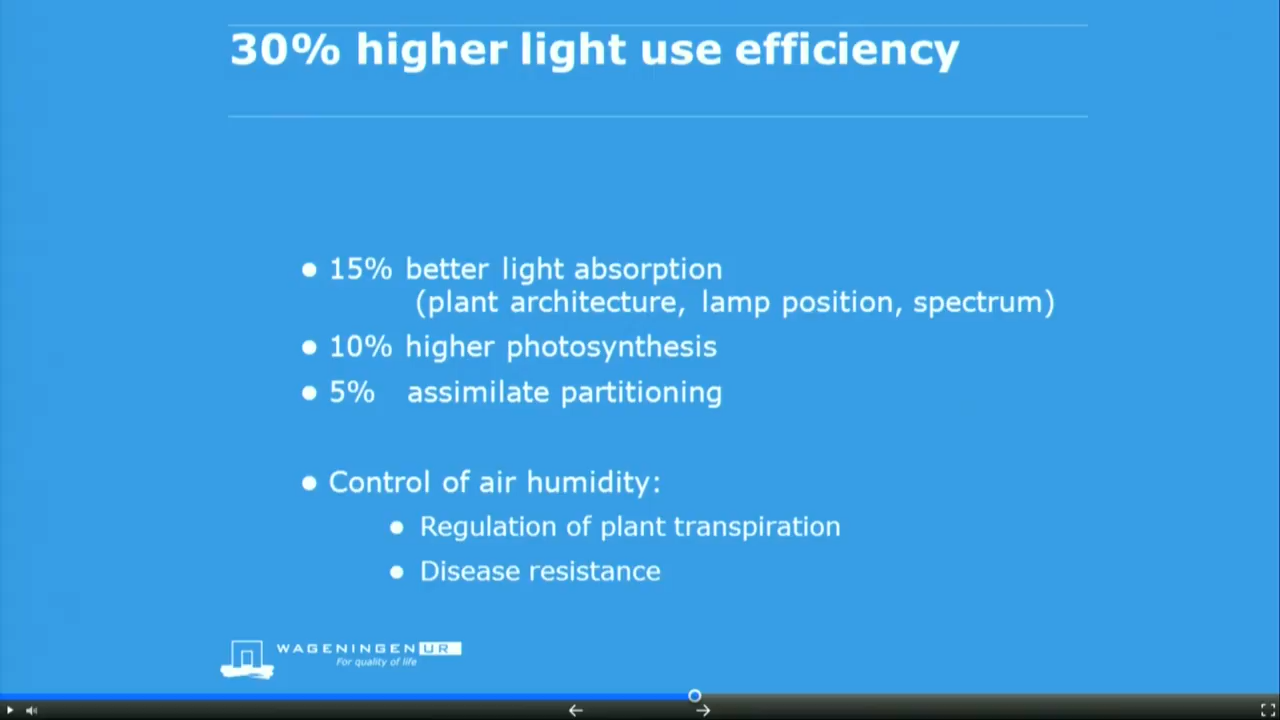 30% higher light use efficiency
● 15% better light absorption
(plant architecture, lamp position, spectrum)
● 10% higher photosynthesis
● 5% assimilate partitioning
● Control of air humidity:
● Regulation of plant transpiration
● Disease resistance
WAGENINGEN UR
For quality of life